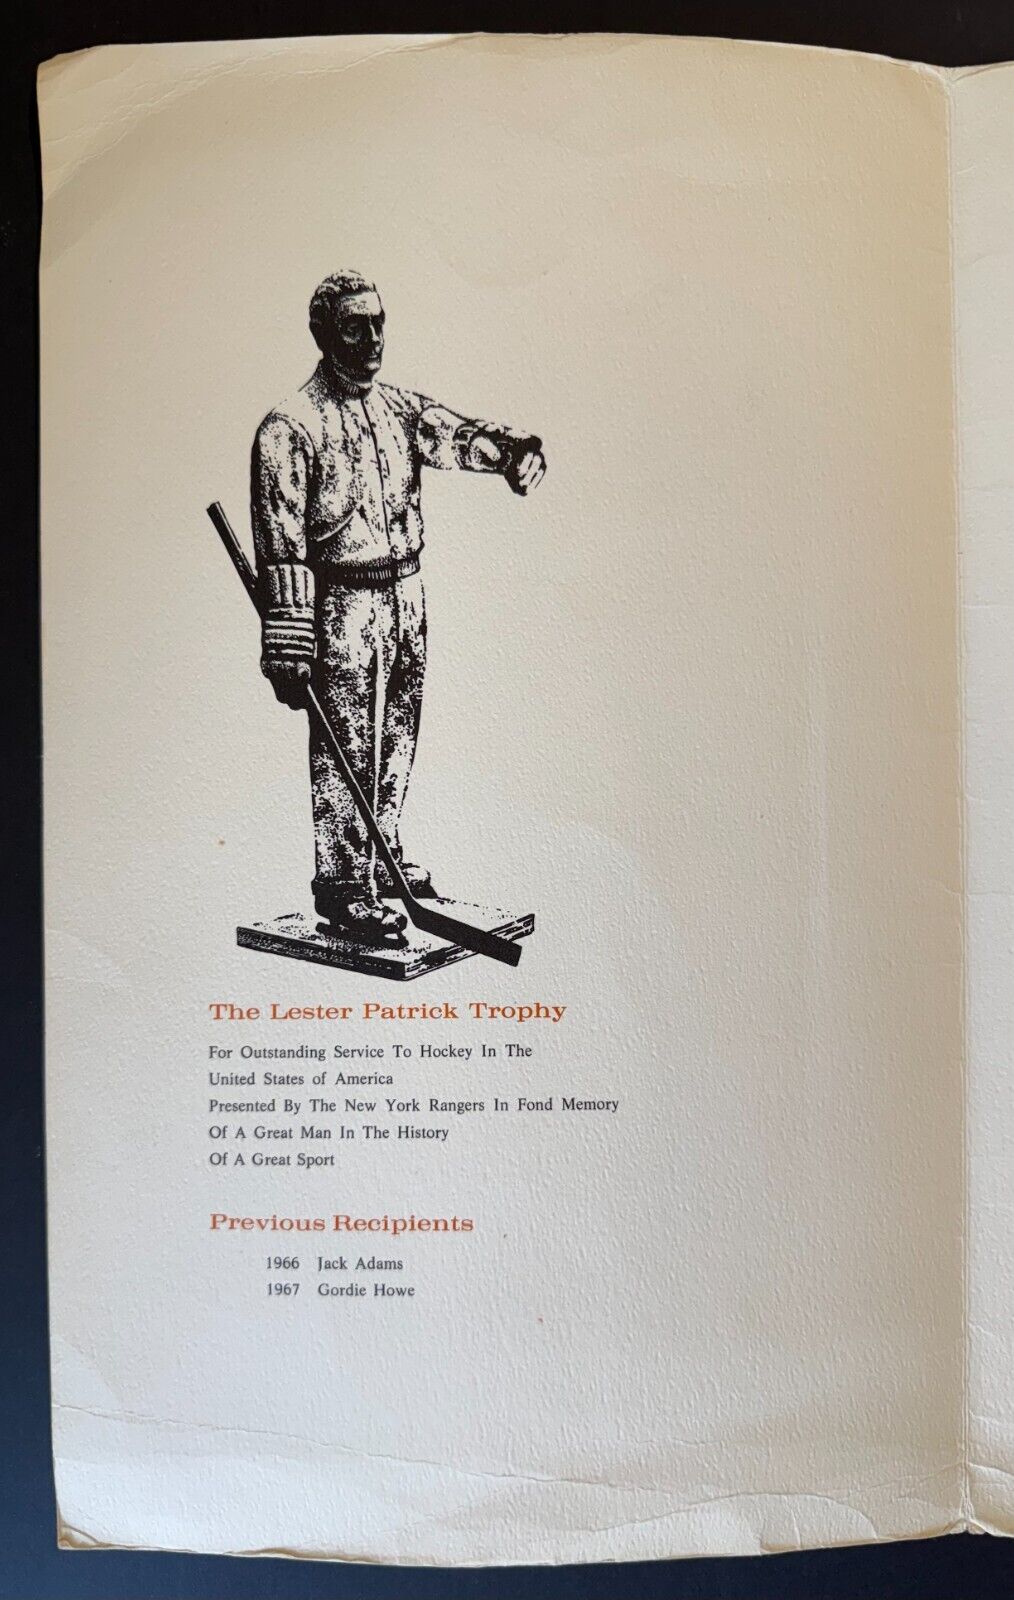 The Lester Patrick Trophy
For Outstanding Service To Hockey In The
United States of America
Presented By The New York Rangers In Fond Memory
Of A Great Man In The History
Of A Great Sport
Previous Recipients
1966 Jack Adams
1967 Gordie Howe